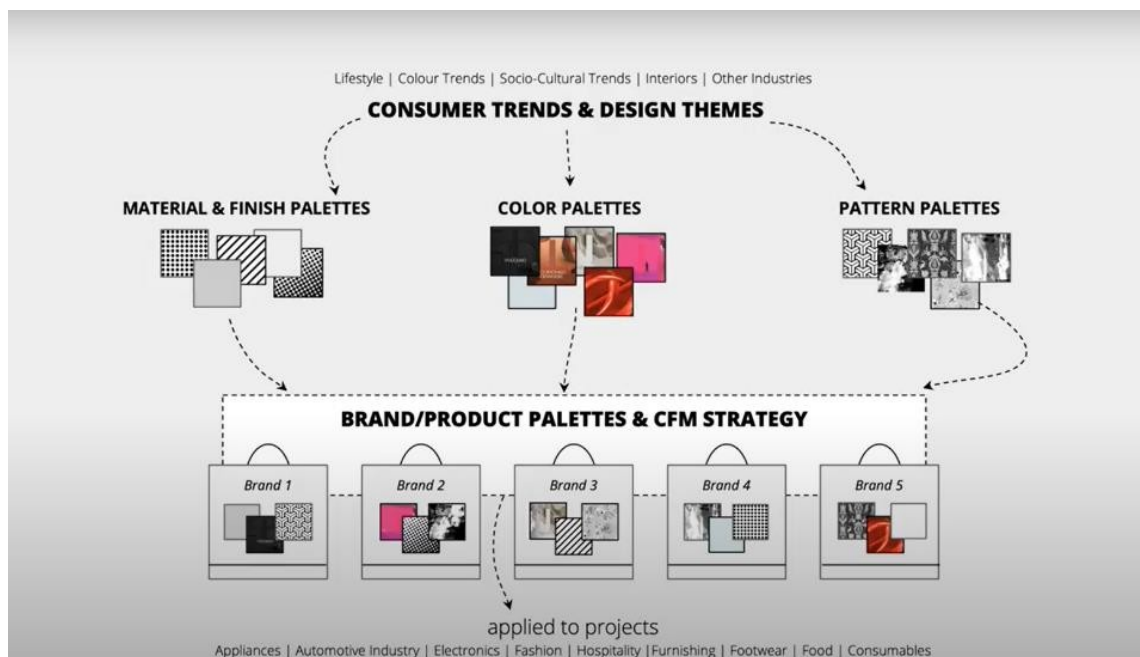 Lifestyle | Colour Trends | Socio-Cultural Trends | Interiors | Other Industries
CONSUMER TRENDS & DESIGN THEMES
MATERIAL & FINISH PALETTES
COLOR PALETTES
PATTERN PALETTES
BRAND/PRODUCT PALETTES & CFM STRATEGY
Brand 1
Brand 2
Brand 3
Brand 4
Brand 5
applied to projects
Appliances | Automotive Industry | Electronics | Fashion | Hospitality |Furnishing | Footwear | Food | Consumables